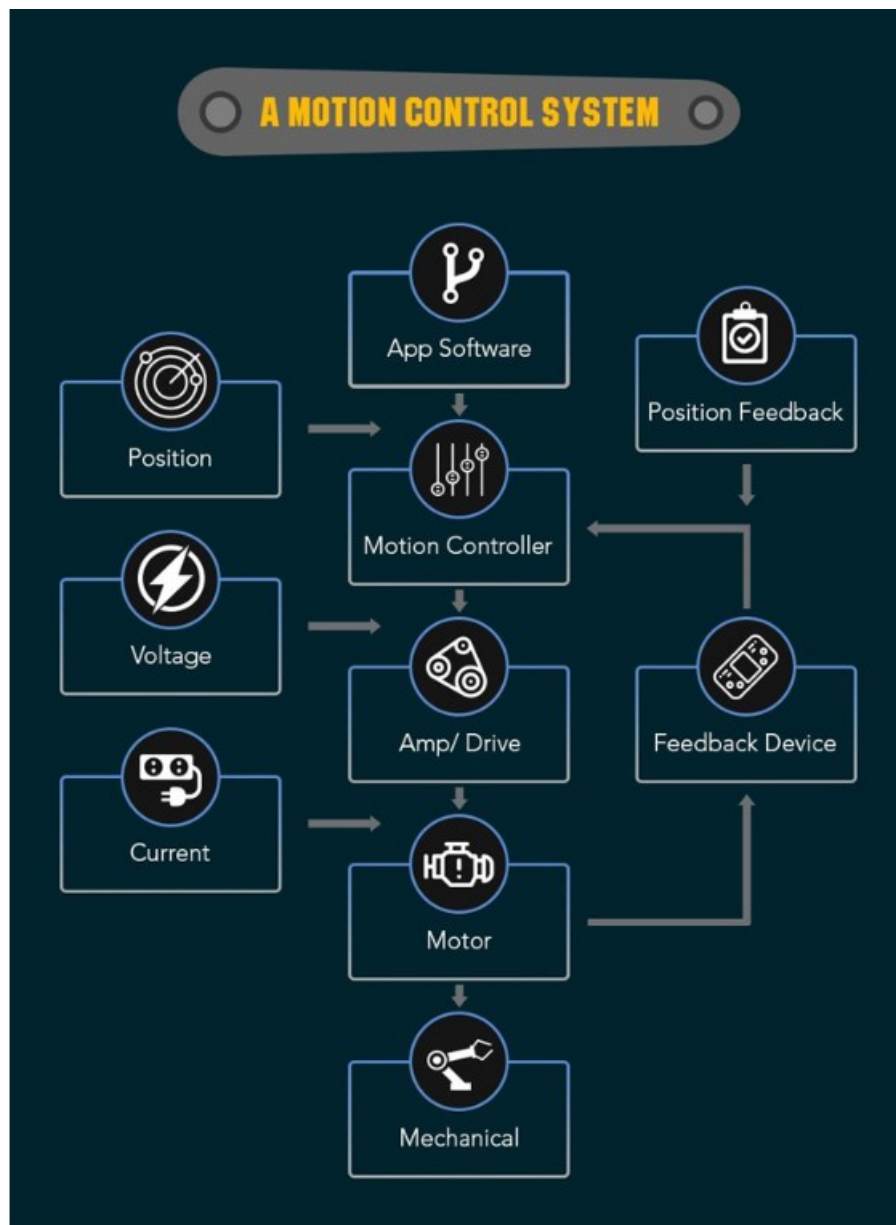 A MOTION CONTROL SYSTEM
App Software
Position
Position Feedback
Motion Controller
Voltage
Amp/ Drive
Feedback Device
Current
Motor
Mechanical